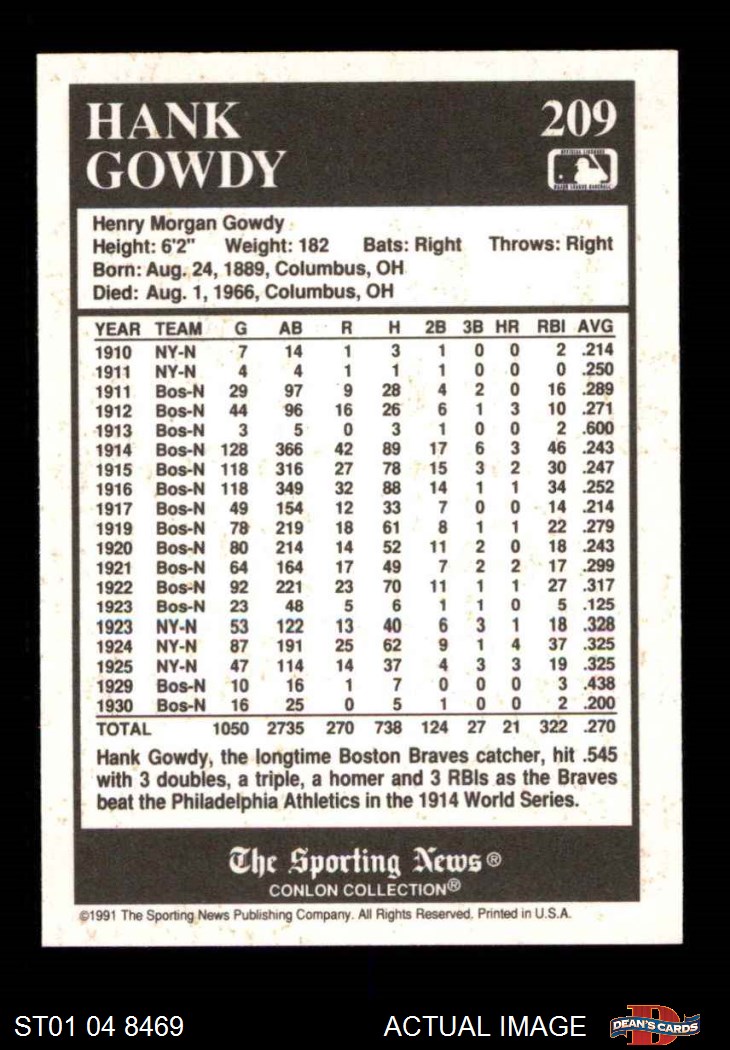 HANK
GOWDY
209
Henry Morgan Gowdy
Height: 6'2" Weight: 182 Bats: Right Throws: Right
Born: Aug. 24, 1889, Columbus, OH
Died: Aug. 1, 1966, Columbus, OH
YEAR TEAM G AB R H 2B 3B HR RBI AVG
1910 NY-N 7 14 1 3 1 0 0 2 .214
1911 NY-N 4 4 1 1 1 0 0 0 .250
1911 Bos-N 29 97 9 28 4 2 0 16 .289
1912 Bos-N 44 96 16 26 6 1 3 10 .271
1913 Bos-N 3 5 0 3 1 0 0 2 .600
1914 Bos-N 128 366 42 89 17 6 3 46 .243
1915 Bos-N 118 316 27 78 15 3 2 30 .247
1916 Bos-N 118 349 32 88 14 1 1 34 .252
1917 Bos-N 49 154 12 33 7 0 0 14 .214
1919 Bos-N 78 219 18 61 8 1 1 22 .279
1920 Bos-N 80 214 14 52 11 2 0 18 .243
1921 Bos-N 64 164 17 49 7 2 2 17 .299
1922 Bos-N 92 221 23 70 11 1 1 27 .317
1923 Bos-N 23 48 5 6 1 1 0 5 .125
1923 NY-N 53 122 13 40 6 3 1 18 .328
1924 NY-N 87 191 25 62 9 1 4 37 .325
1925 NY-N 47 114 14 37 4 3 3 19 .325
1929 Bos-N 10 16 1 7 0 0 0 3 .438
1930 Bos-N 16 25 0 5 1 0 0 2 .200
TOTAL 1050 2735 270 738 124 27 21 322 .270
Hank Gowdy, the longtime Boston Braves catcher, hit .545
with 3 doubles, a triple, a homer and 3 RBIs as the Braves
beat the Philadelphia Athletics in the 1914 World Series.
The Sporting News®
CONLON COLLECTION®
©1991 The Sporting News Publishing Company. All Rights Reserved. Printed in U.S.A.
ST01 04 8469 ACTUAL IMAGE
DEAN'S CARDS